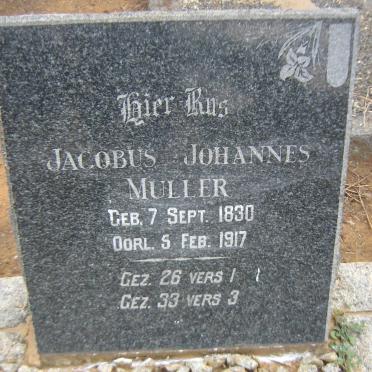 Hier Rus
JACOBUS JOHANNES
MULLER
GEB. 7 SEPT. 1830
OORL. 5 FEB. 1917
GEZ. 26 VERS 1
GEZ. 33 VERS 3